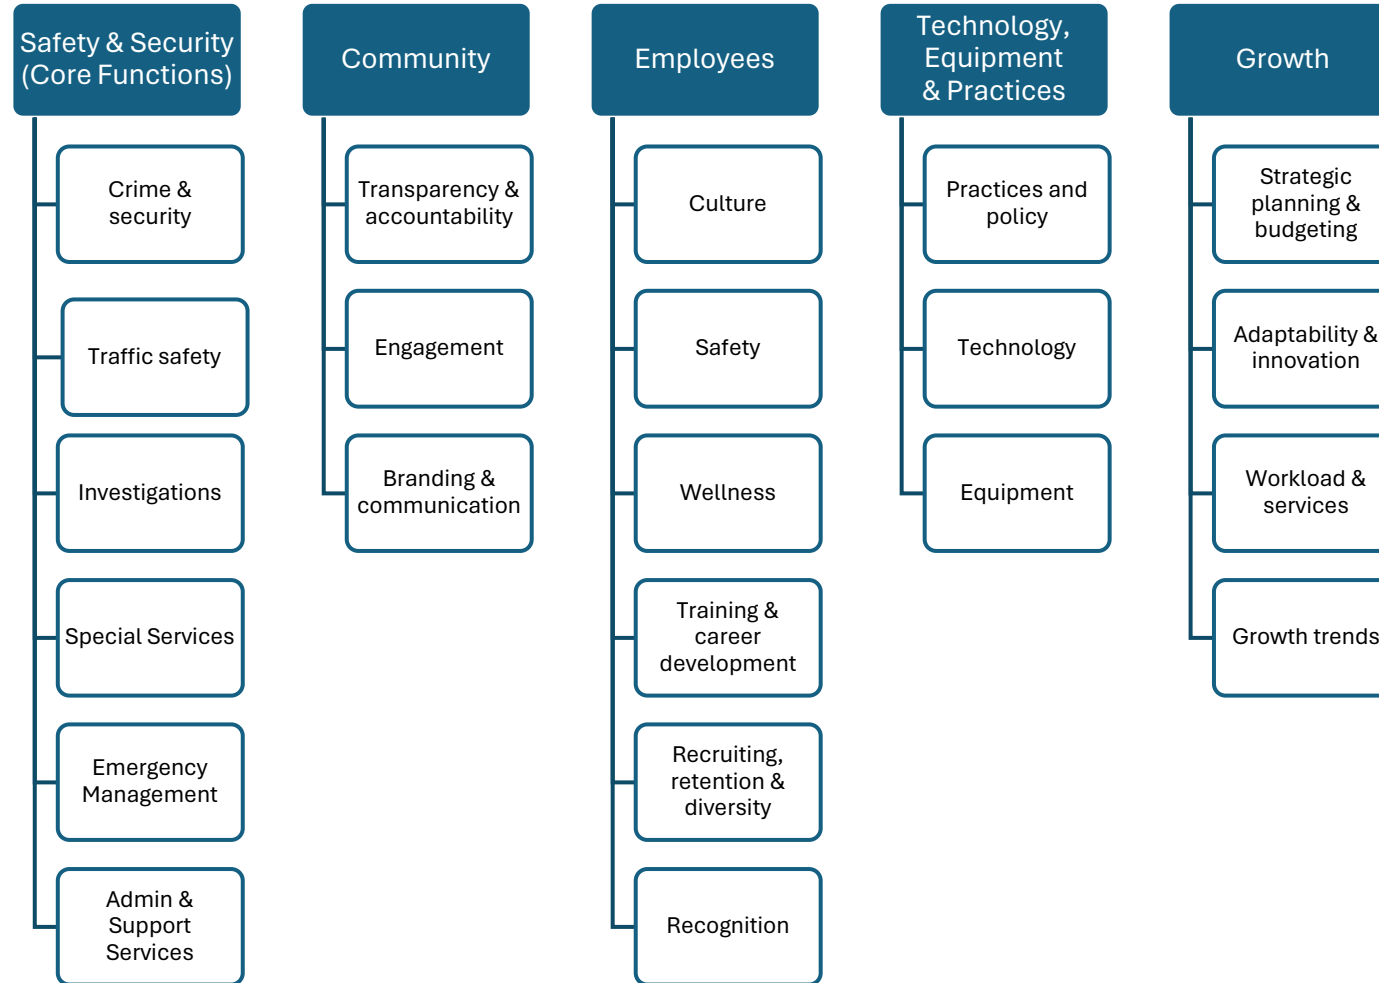 Safety & Security
(Core Functions)
Crime &
security
Traffic safety
Investigations
Special Services
Emergency
Management
Admin &
Support
Services
Community
Transparency &
accountability
Engagement
Branding &
communication
Employees
Culture
Safety
Wellness
Training &
career
development
Recruiting,
retention &
diversity
Recognition
Technology,
Equipment
& Practices
Practices and
policy
Technology
Equipment
Growth
Strategic
planning &
budgeting
Adaptability &
innovation
Workload &
services
Growth trends